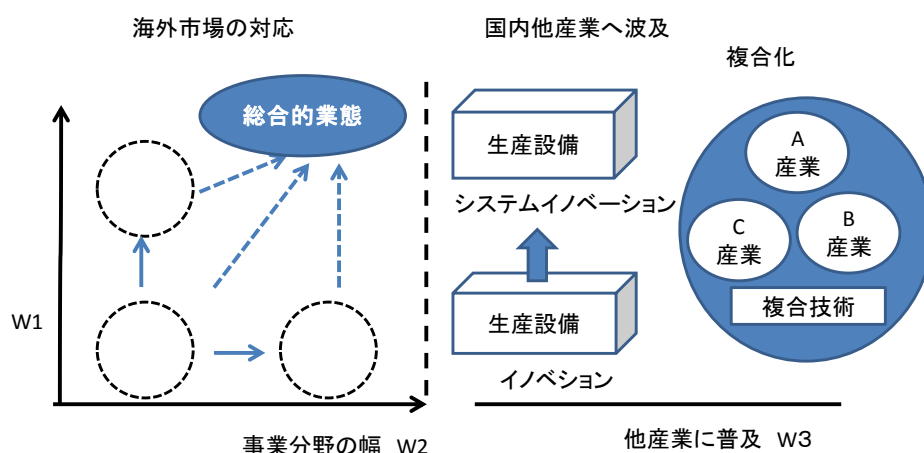 海外市場の対応
国内他産業へ波及
複合化
総合的業態
生産設備
システムイノベーション
A
産業
C
産業
B
産業
複合技術
W1
生産設備
イノベション
事業分野の幅 W2
他産業に普及 W3